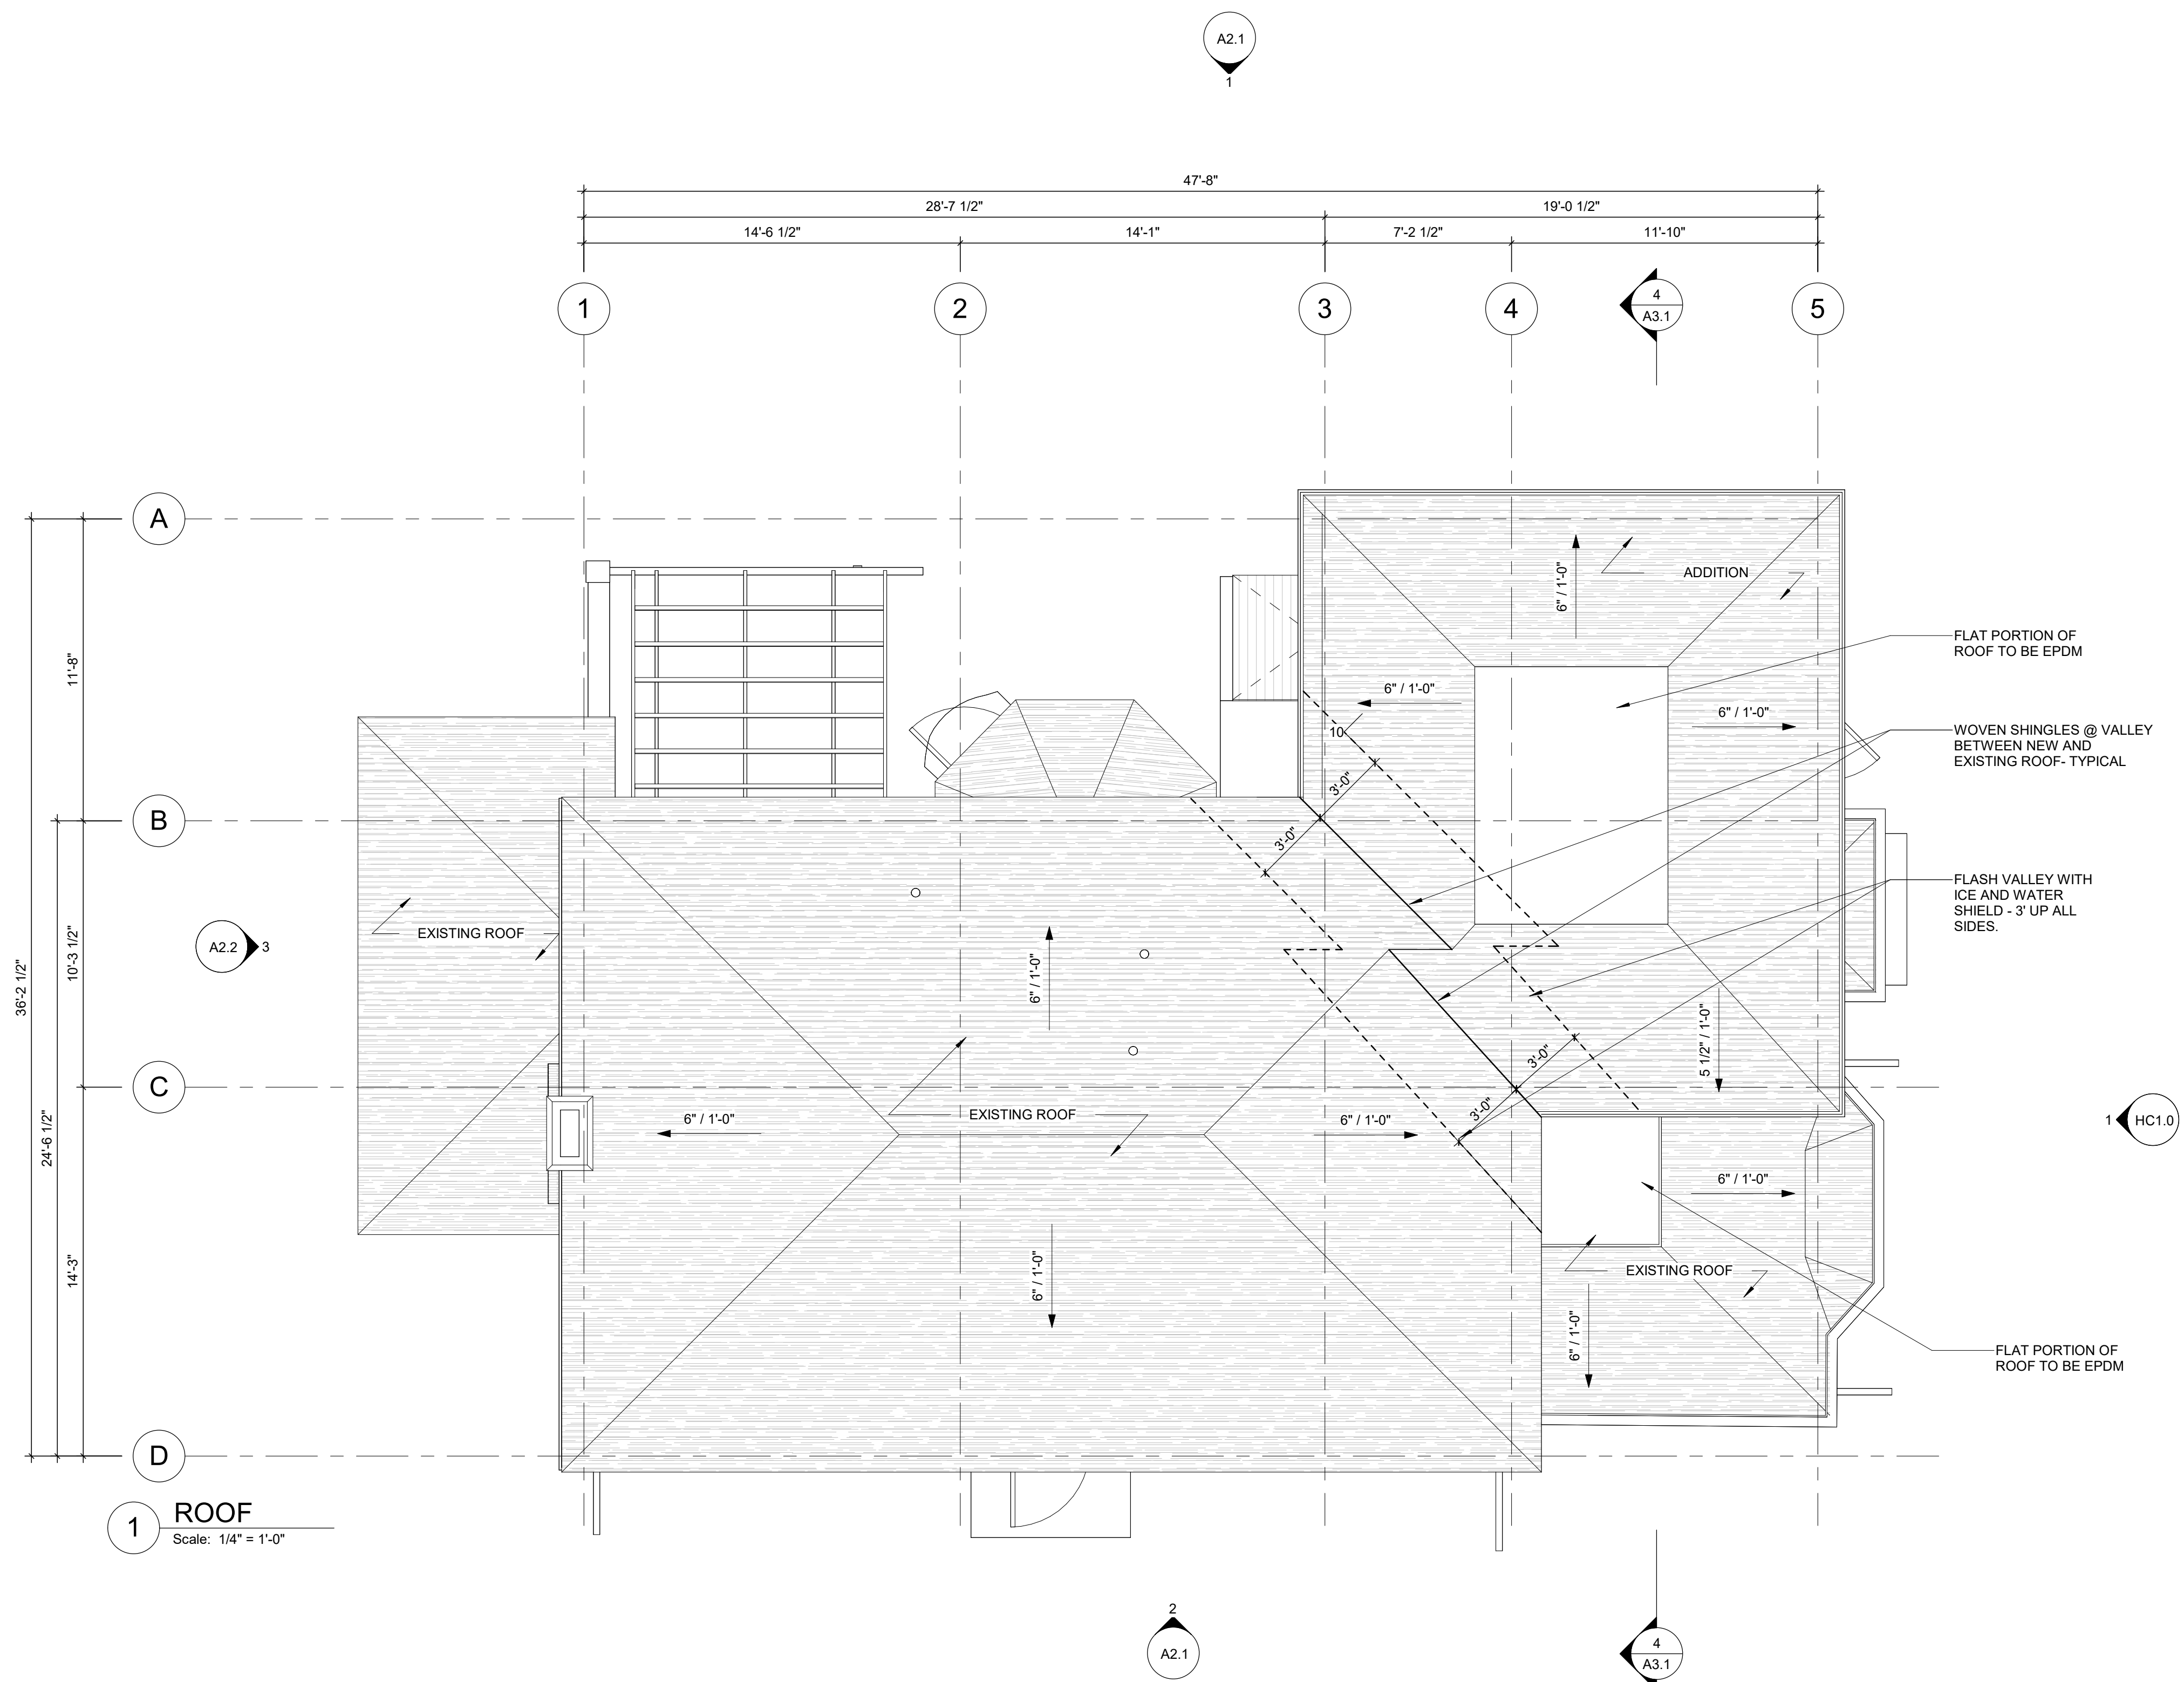 A2.1
1
47'-8"
28'-7 1/2"
19'-0 1/2"
14'-6 1/2"
14'-1"
7'-2 1/2"
11'-10"
1
2
3
4
5
4
A3.1
A
B
C
D
11'-8"
10'-3 1/2"
14'-3"
24'-6 1/2"
36'-2 1/2"
6" / 1'-0"
ADDITION
FLAT PORTION OF
ROOF TO BE EPDM
6" / 1'-0"
6" / 1'-0"
10
WOVEN SHINGLES @ VALLEY
BETWEEN NEW AND
EXISTING ROOF- TYPICAL
3'-0"
3'-0"
FLASH VALLEY WITH
ICE AND WATER
SHIELD - 3' UP ALL
SIDES.
A2.2
3
EXISTING ROOF
6" / 1'-0"
5 1/2" / 1'-0"
3'-0"
3'-0"
6" / 1'-0"
EXISTING ROOF
6" / 1'-0"
1
HC1.0
6" / 1'-0"
6" / 1'-0"
EXISTING ROOF
6" / 1'-0"
FLAT PORTION OF
ROOF TO BE EPDM
1
ROOF
Scale: 1/4" = 1'-0"
2
A2.1
4
A3.1